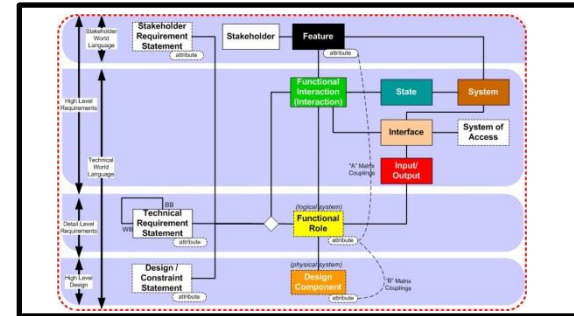 Stakeholder
World
Language
Stakeholder
Requirement
Statement
attribute
Stakeholder
Feature
attribute
High Level
Requirements
Technical
World
Language
Functional
Interaction
(Interaction)
State
System
Interface
System of
Access
"A" Matrix
Couplings
Input/
Output
Detail Level
Requirements
BB
WB
Technical
Requirement
Statement
attribute
(logical system)
Functional
Role
attribute
High Level
Design
Design /
Constraint
Statement
attribute
(physical system)
Design
Component
attribute
"B" Matrix
Couplings